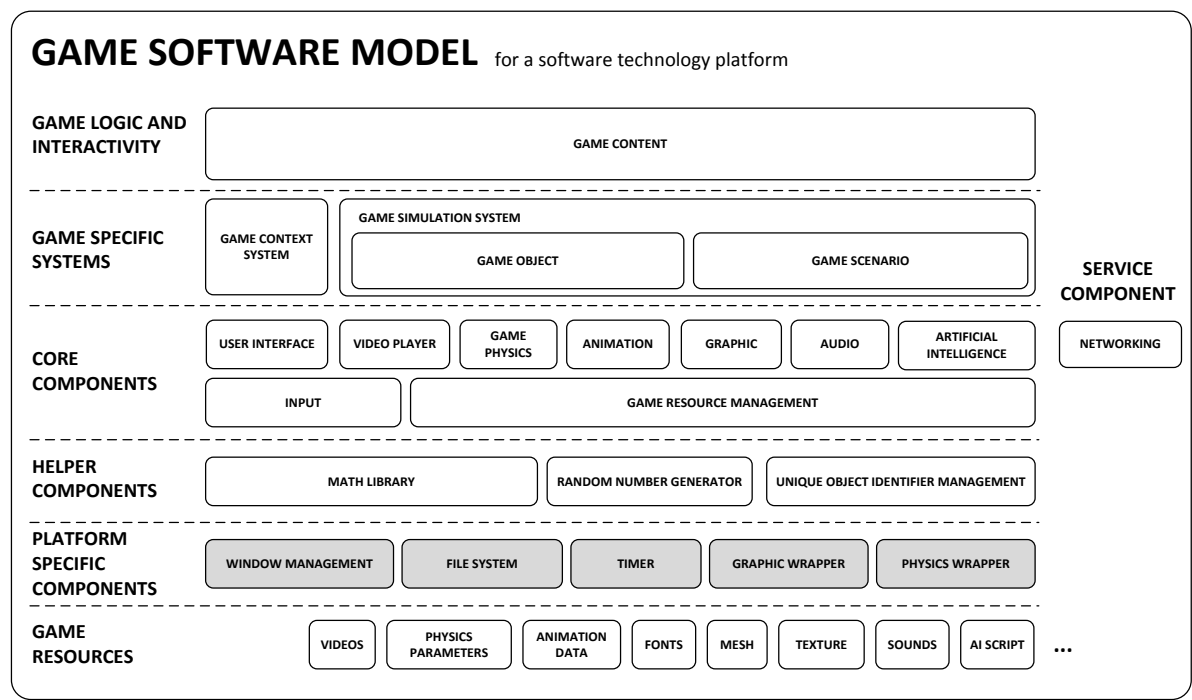 GAME SOFTWARE MODEL for a software technology platform
GAME LOGIC AND
INTERACTIVITY
GAME CONTENT
GAME SPECIFIC
SYSTEMS
GAME CONTEXT
SYSTEM
GAME SIMULATION SYSTEM
GAME OBJECT
GAME SCENARIO
SERVICE
COMPONENT
NETWORKING
CORE
COMPONENTS
USER INTERFACE
VIDEO PLAYER
GAME
PHYSICS
ANIMATION
GRAPHIC
AUDIO
ARTIFICIAL
INTELLIGENCE
INPUT
GAME RESOURCE MANAGEMENT
HELPER
COMPONENTS
MATH LIBRARY
RANDOM NUMBER GENERATOR
UNIQUE OBJECT IDENTIFIER MANAGEMENT
PLATFORM
SPECIFIC
COMPONENTS
WINDOW MANAGEMENT
FILE SYSTEM
TIMER
GRAPHIC WRAPPER
PHYSICS WRAPPER
GAME
RESOURCES
VIDEOS
PHYSICS
PARAMETERS
ANIMATION
DATA
FONTS
MESH
TEXTURE
SOUNDS
AI SCRIPT
...